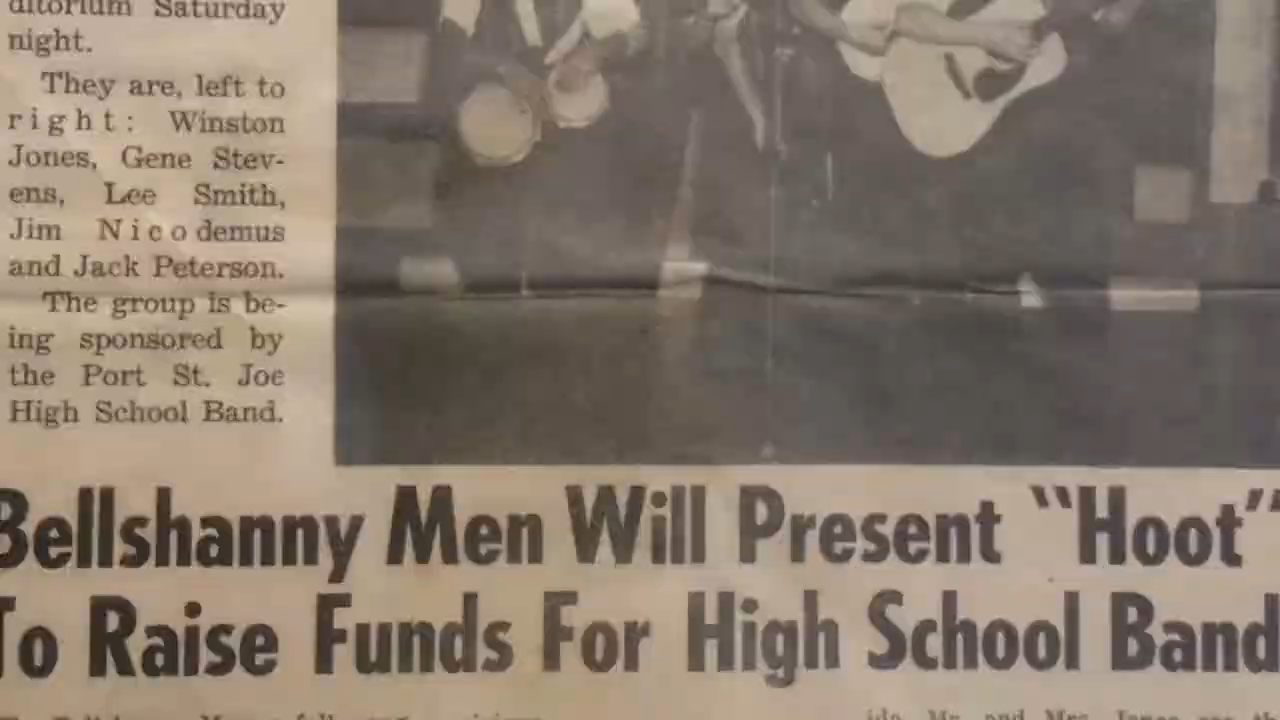 ditorium Saturday
night.
They are, left to
right: Winston
Jones, Gene Stev-
ens, Lee Smith,
Jim Nicodemus
and Jack Peterson.
The group is be-
ing sponsored by
the Port St. Joe
High School Band.
Bellshanny Men Will Present "Hoot"
To Raise Funds For High School Band
Mr. and Mrs. Jones are